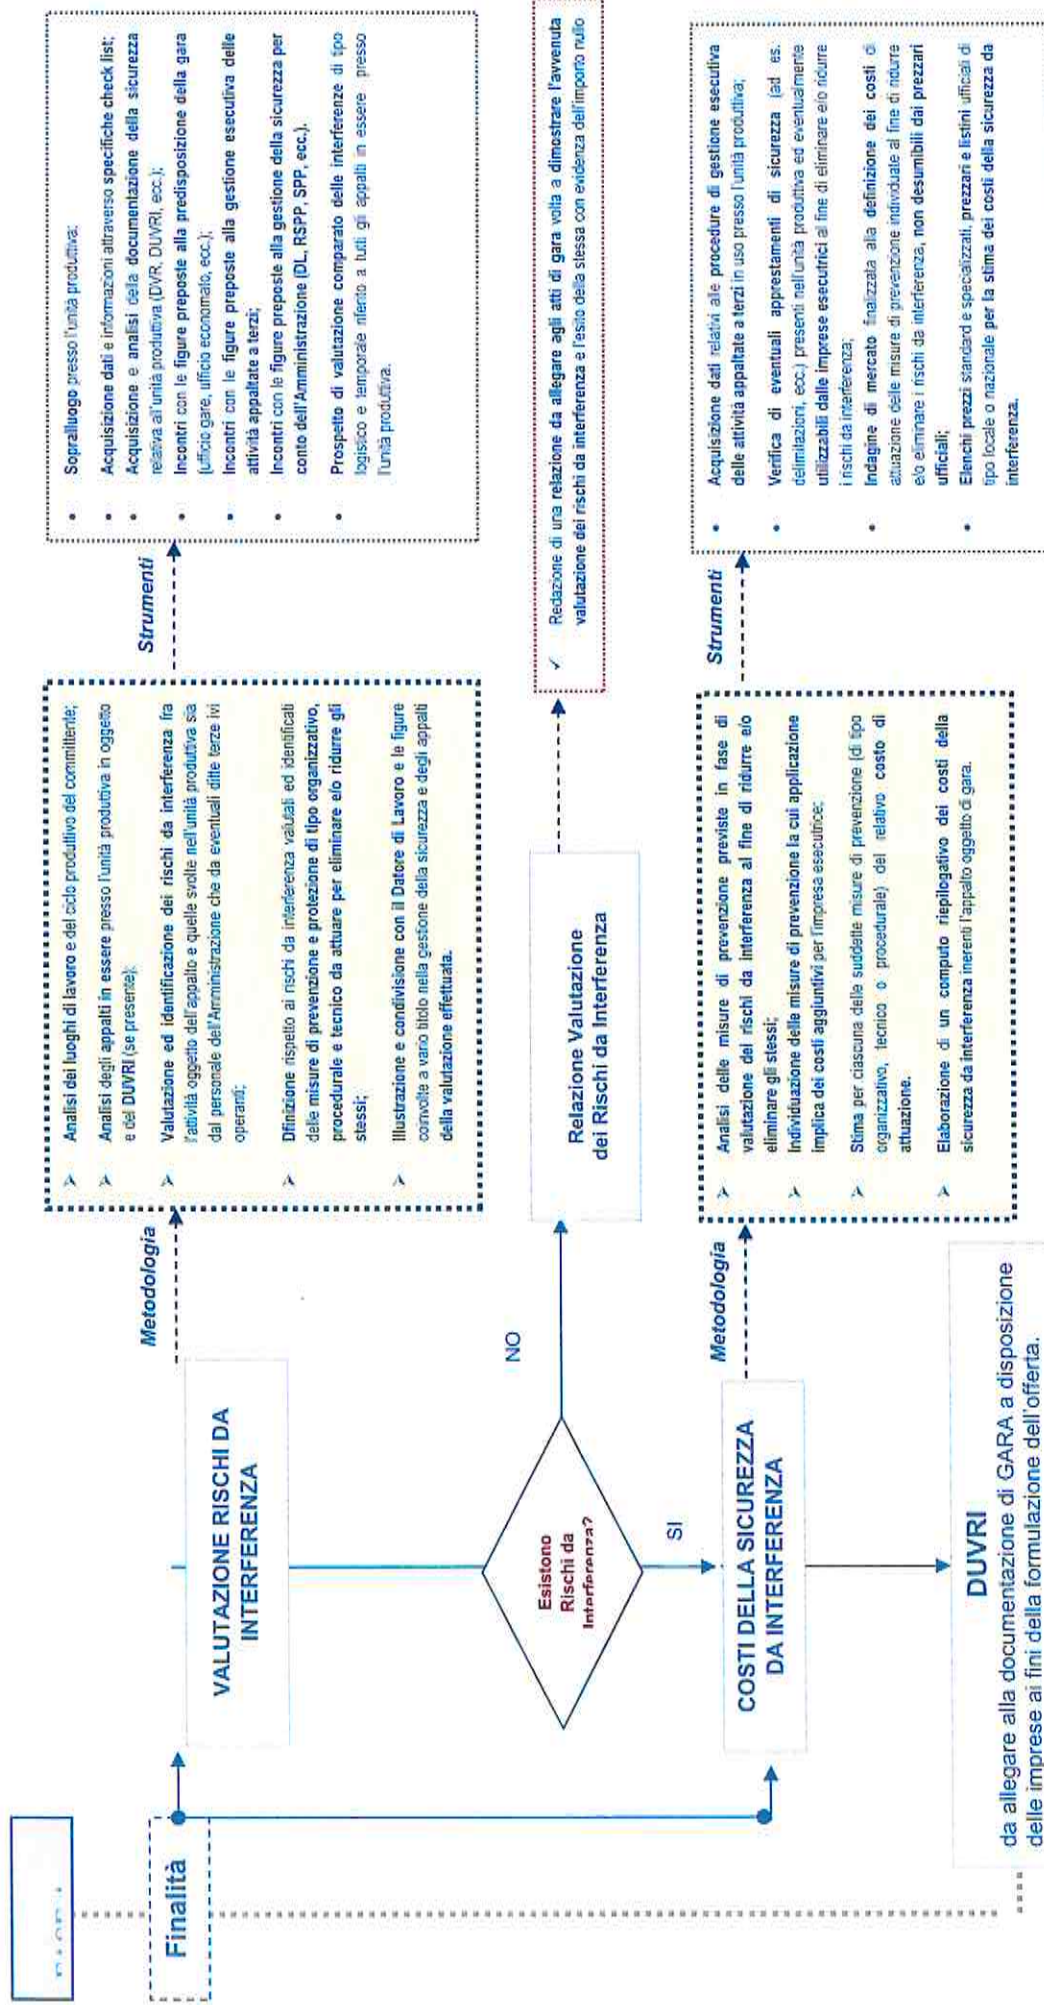 Finalità
VALUTAZIONE RISCHI DA
INTERFERENZA
Metodologia
➢ Analisi dei luoghi di lavoro e del ciclo produttivo del committente;
➢ Analisi degli appalti in essere presso l'unità produttiva in oggetto
e del DUVRI (se presente);
➢ Valutazione ed identificazione dei rischi da interferenza fra
l'attività oggetto dell'appalto e quelle svolte nell'unità produttiva sia
dal personale dell'Amministrazione che da eventuali ditte terze ivi
operanti;
➢ Dfinizione rispetto ai rischi da interferenza valutati ed identificati
delle misure di prevenzione e protezione di tipo organizzativo,
procedurale e tecnico da attuare per eliminare e/o ridurre gli
stessi;
➢ Illustrazione e condivisione con il Datore di Lavoro e le figure
coinvolte a vario titolo nella gestione della sicurezza e degli appalti
della valutazione effettuata.
Strumenti
• Sopralluogo presso l'unità produttiva;
• Acquisizione dati e informazioni attraverso specifiche check list;
• Acquisizione e analisi della documentazione della sicurezza
relativa all'unità produttiva (DVR, DUVRI, ecc.);
• Incontri con le figure preposte alla predisposizione della gara
(ufficio gare, ufficio economato, ecc.);
• Incontri con le figure preposte alla gestione esecutiva delle
attività appaltate a terzi;
• Incontri con le figure preposte alla gestione della sicurezza per
conto dell'Amministrazione (DL, RSPP, SPP, ecc.).
• Prospetto di valutazione comparato delle interferenze di tipo
logistico e temporale riferito a tutti gli appalti in essere presso
l'unità produttiva.
Esistono
Rischi da
Interferenza?
NO
SI
Relazione Valutazione
dei Rischi da Interferenza
✓ Redazione di una relazione da allegare agli atti di gara volta a dimostrare l'avvenuta
valutazione dei rischi da interferenza e l'esito della stessa con evidenza dell'importo nullo
COSTI DELLA SICUREZZA
DA INTERFERENZA
Metodologia
➢ Analisi delle misure di prevenzione previste in fase di
valutazione dei rischi da interferenza al fine di ridurre e/o
eliminare gli stessi;
➢ Individuazione delle misure di prevenzione la cui applicazione
implica dei costi aggiuntivi per l'impresa esecutrice;
➢ Stima per ciascuna delle suddette misure di prevenzione (di tipo
organizzativo, tecnico o procedurale) del relativo costo di
attuazione.
➢ Elaborazione di un computo riepilogativo dei costi della
sicurezza da interferenza inerenti l'appalto oggetto di gara.
Strumenti
• Acquisizione dati relativi alle procedure di gestione esecutiva
delle attività appaltate a terzi in uso presso l'unità produttiva;
• Verifica di eventuali apprestamenti di sicurezza (ad es.
delimitazioni, ecc.) presenti nell'unità produttiva ed eventualmente
utilizzabili dalle imprese esecutrici al fine di eliminare e/o ridurre
i rischi da interferenza;
• Indagine di mercato finalizzata alla definizione dei costi di
attuazione delle misure di prevenzione individuate al fine di ridurre
e/o eliminare i rischi da interferenza, non desumibili dai prezzari
ufficiali;
• Elenchi prezzi standard e specializzati, prezzari e listini ufficiali di
tipo locale o nazionale per la stima dei costi della sicurezza da
interferenza.
DUVRI
da allegare alla documentazione di GARA a disposizione
delle imprese ai fini della formulazione dell'offerta.